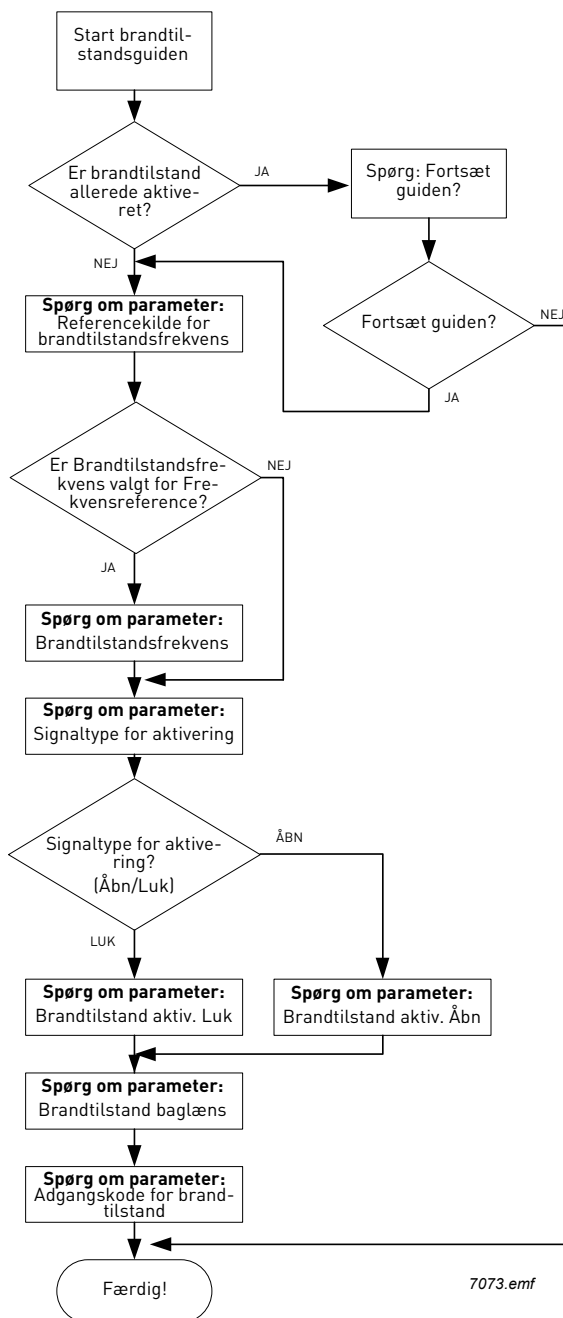 Start brandtil-
standsguiden
Er brandtilstand
allerede aktive-
ret?
JA
Spørg: Fortsæt
guiden?
NEJ
Fortsæt guiden?
NEJ
JA
Spørg om parameter:
Referencekilde for
brandtilstandsfrekvens
Er Brandtilstandsfre-
kvens valgt for Fre-
kvensreference?
NEJ
JA
Spørg om parameter:
Brandtilstandsfrekvens
Spørg om parameter:
Signaltype for aktivering
Signaltype for aktive-
ring?
(Åbn/Luk)
ÅBN
LUK
Spørg om parameter:
Brandtilstand aktiv. Luk
Spørg om parameter:
Brandtilstand aktiv. Åbn
Spørg om parameter:
Brandtilstand baglæns
Spørg om parameter:
Adgangskode for brand-
tilstand
Færdig!
7073.emf